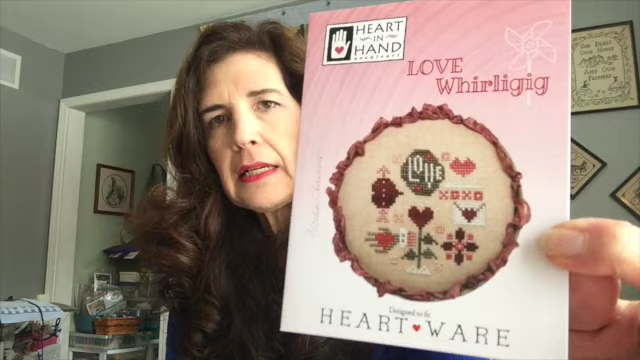 HEART
IN
HAND
needleart
LOVE
Whirligig
LOVE
XOXO
Designed to fit
HEART♥WARE